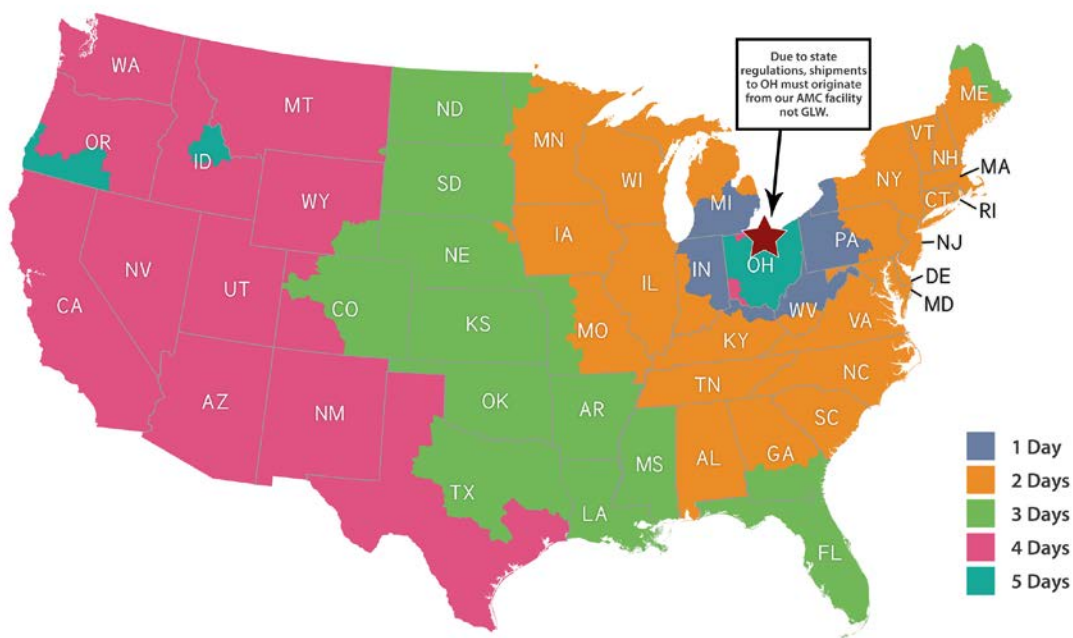 Due to state
regulations, shipments
to OH must originate
from our AMC facility
not GLW.
WA
MT
ND
MN
ME
VT
NH
OR
ID
SD
WI
MI
NY
MA
CT
RI
WY
IA
PA
NJ
NE
IN
OH
DE
NV
UT
CO
IL
WV
MD
CA
KS
MO
KY
VA
TN
NC
AZ
NM
OK
AR
SC
MS
AL
GA
TX
LA
FL
1 Day
2 Days
3 Days
4 Days
5 Days